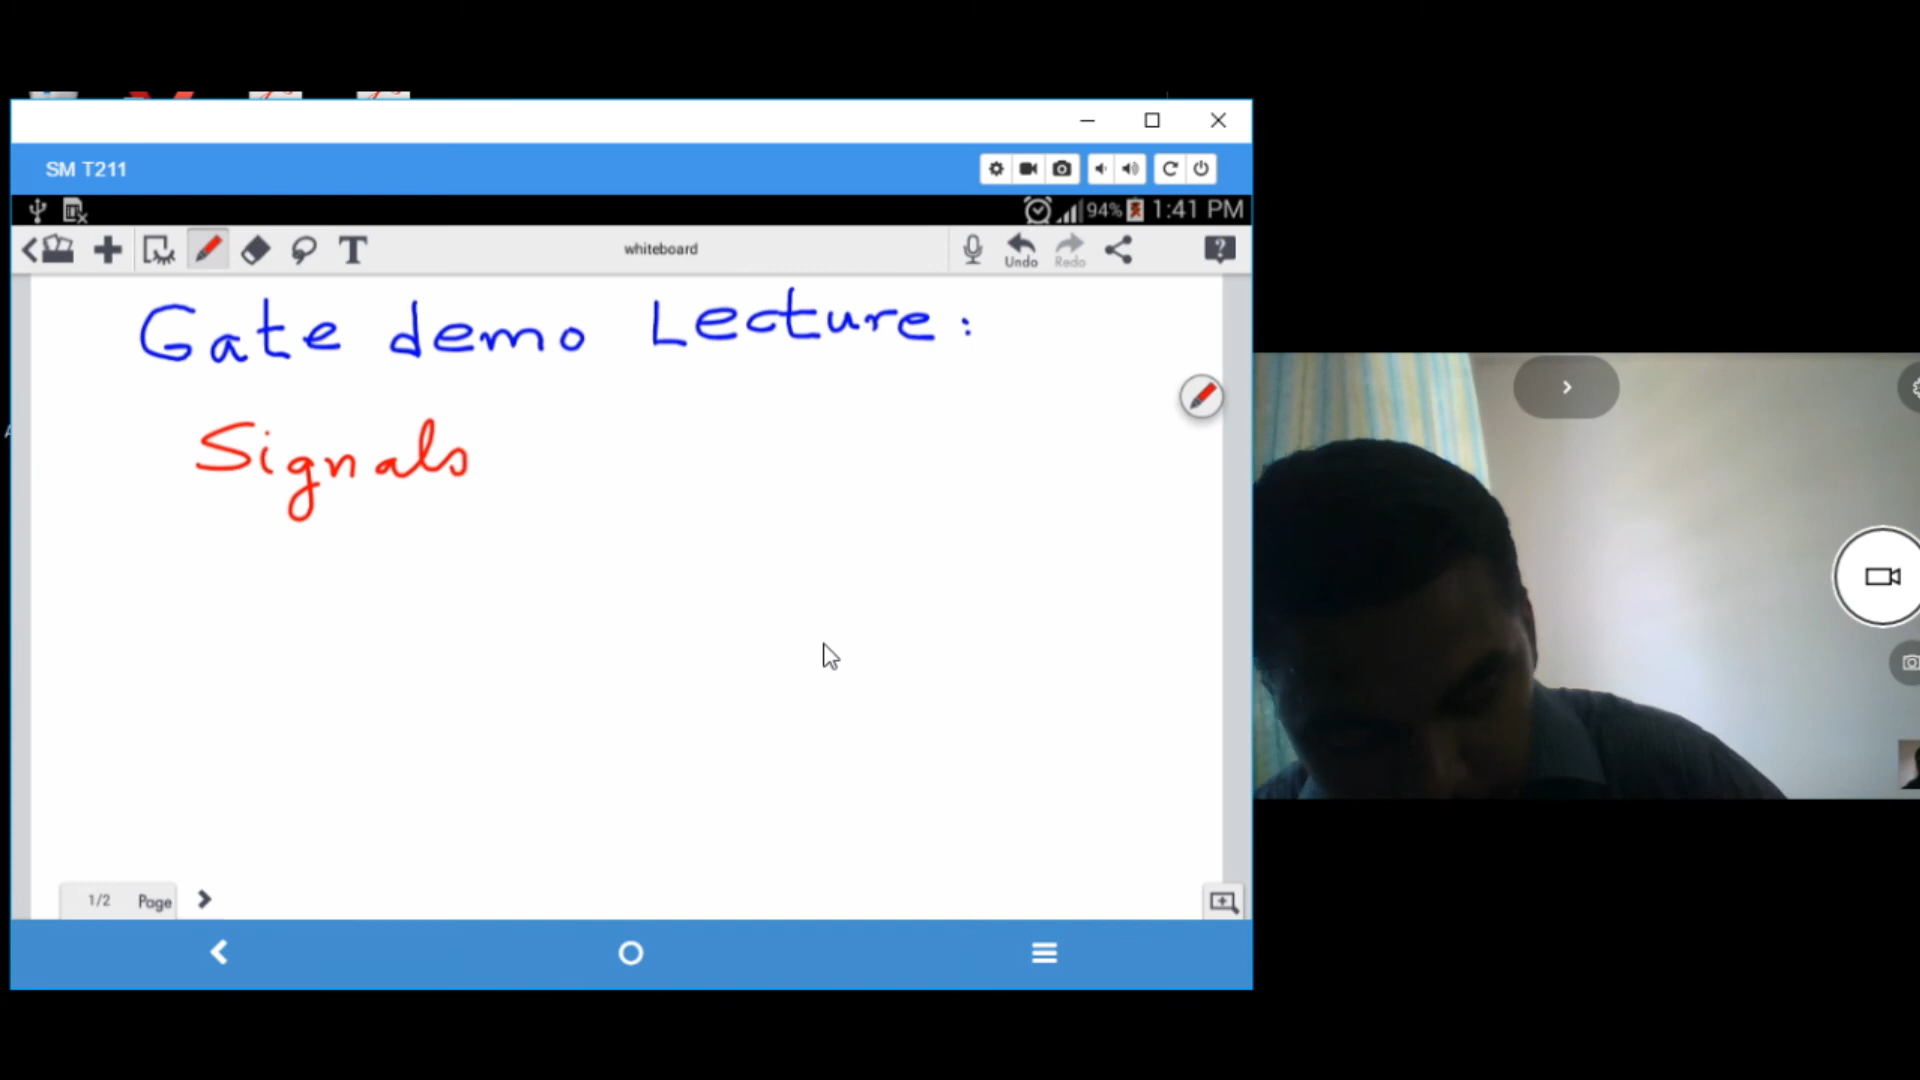 SM T211
94% 1:41 PM
T whiteboard Undo Redo ?
Gate demo Lecture:
Signals
1/2 Page